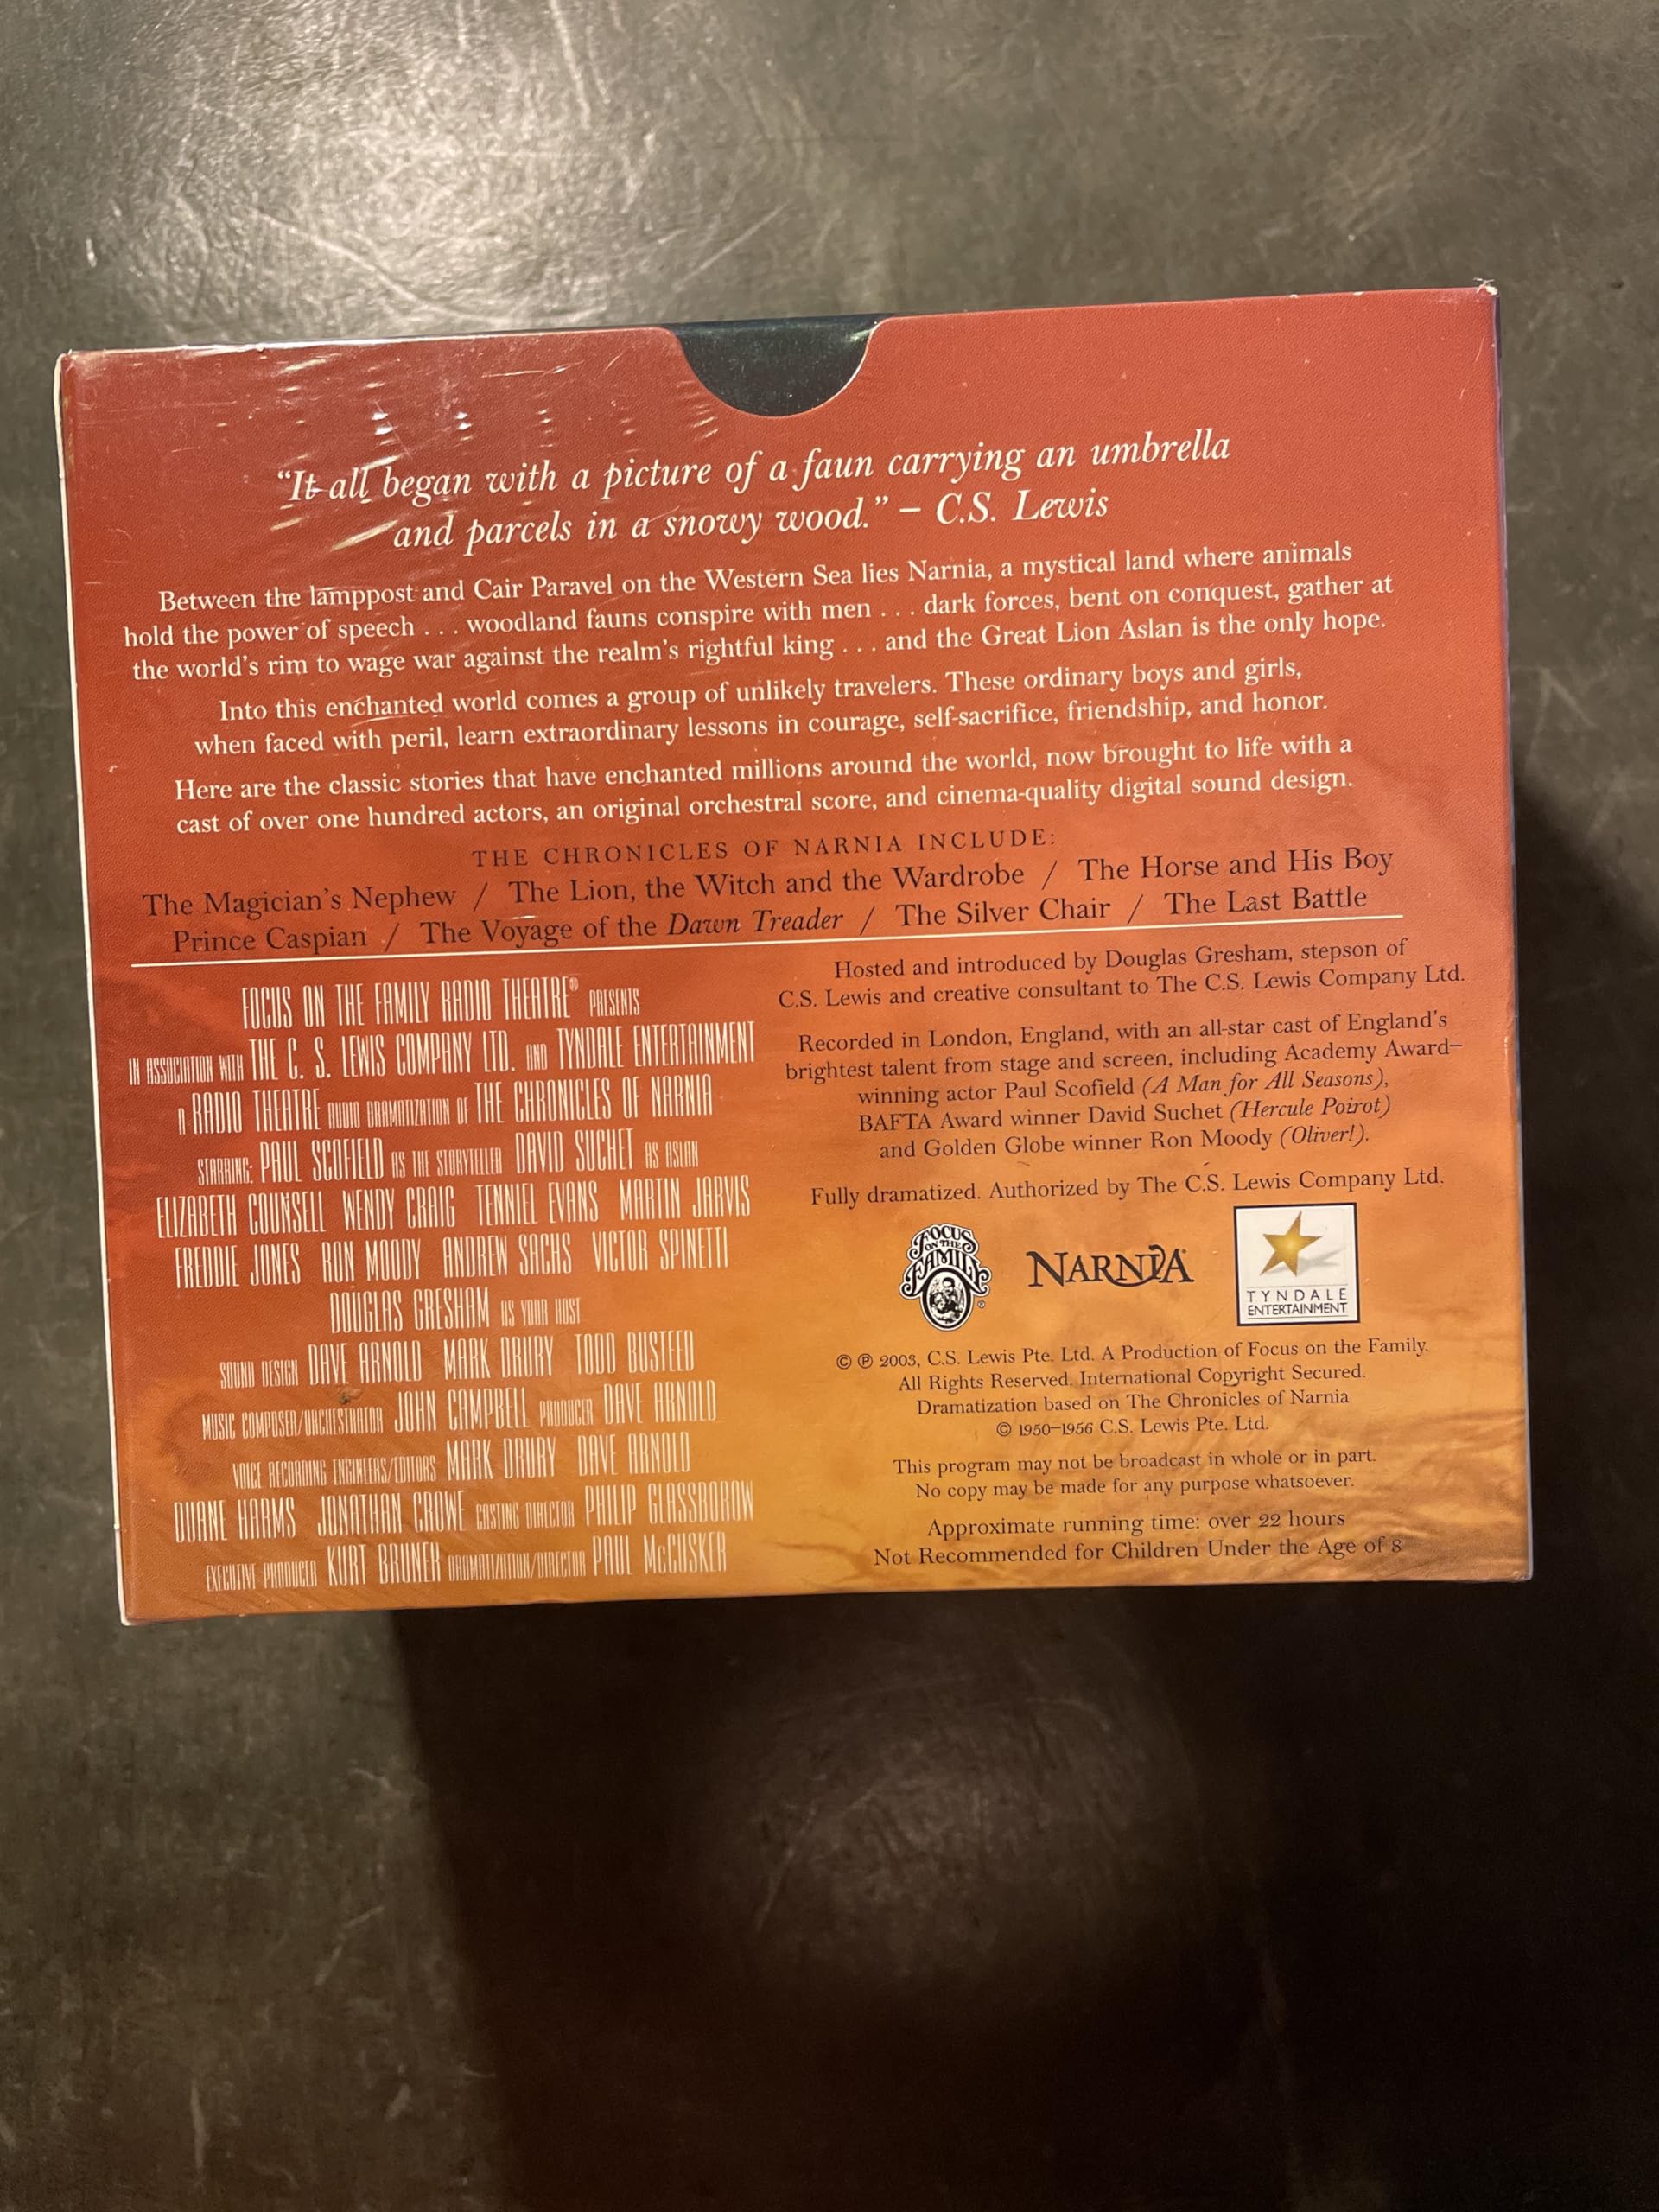 “It all began with a picture of a faun carrying an umbrella
and parcels in a snowy wood.” – C.S. Lewis
Between the lamppost and Cair Paravel on the Western Sea lies Narnia, a mystical land where animals
hold the power of speech . . . woodland fauns conspire with men . . . dark forces, bent on conquest, gather at
the world’s rim to wage war against the realm’s rightful king . . . and the Great Lion Aslan is the only hope.
Into this enchanted world comes a group of unlikely travelers. These ordinary boys and girls,
when faced with peril, learn extraordinary lessons in courage, self-sacrifice, friendship, and honor.
Here are the classic stories that have enchanted millions around the world, now brought to life with a
cast of over one hundred actors, an original orchestral score, and cinema-quality digital sound design.
THE CHRONICLES OF NARNIA INCLUDE:
The Magician’s Nephew / The Lion, the Witch and the Wardrobe / The Horse and His Boy
Prince Caspian / The Voyage of the Dawn Treader / The Silver Chair / The Last Battle
FOCUS ON THE FAMILY RADIO THEATRE® PRESENTS
IN ASSOCIATION WITH THE C. S. LEWIS COMPANY LTD. AND TYNDALE ENTERTAINMENT
A RADIO THEATRE AUDIO DRAMATIZATION OF THE CHRONICLES OF NARNIA
STARRING: PAUL SCOFIELD AS THE STORYTELLER DAVID SUCHET AS ASLAN
ELIZABETH COUNSELL WENDY CRAIG TENNIEL EVANS MARTIN JARVIS
FREDDIE JONES RON MOODY ANDREW SACHS VICTOR SPINETTI
DOUGLAS GRESHAM AS YOUR HOST
SOUND DESIGN DAVE ARNOLD MARK DRURY TODD BUSTEED
MUSIC COMPOSER/ORCHESTRATOR JOHN CAMPBELL PRODUCER DAVE ARNOLD
VOICE RECORDING ENGINEERS/EDITORS MARK DRURY DAVE ARNOLD
DUANE HARMS JONATHAN CROWE CASTING DIRECTOR PHILIP GLASSBOROW
EXECUTIVE PRODUCER KURT BRUNER DRAMATIZATION/DIRECTOR PAUL McCUSKER
Hosted and introduced by Douglas Gresham, stepson of
C.S. Lewis and creative consultant to The C.S. Lewis Company Ltd.
Recorded in London, England, with an all-star cast of England’s
brightest talent from stage and screen, including Academy Award–
winning actor Paul Scofield (A Man for All Seasons),
BAFTA Award winner David Suchet (Hercule Poirot)
and Golden Globe winner Ron Moody (Oliver!).
Fully dramatized. Authorized by The C.S. Lewis Company Ltd.
FOCUS
ON THE
FAMILY ®
NARNIA
TYNDALE
ENTERTAINMENT
© ℗ 2003, C.S. Lewis Pte. Ltd. A Production of Focus on the Family.
All Rights Reserved. International Copyright Secured.
Dramatization based on The Chronicles of Narnia
© 1950–1956 C.S. Lewis Pte. Ltd.
This program may not be broadcast in whole or in part.
No copy may be made for any purpose whatsoever.
Approximate running time: over 22 hours
Not Recommended for Children Under the Age of 8